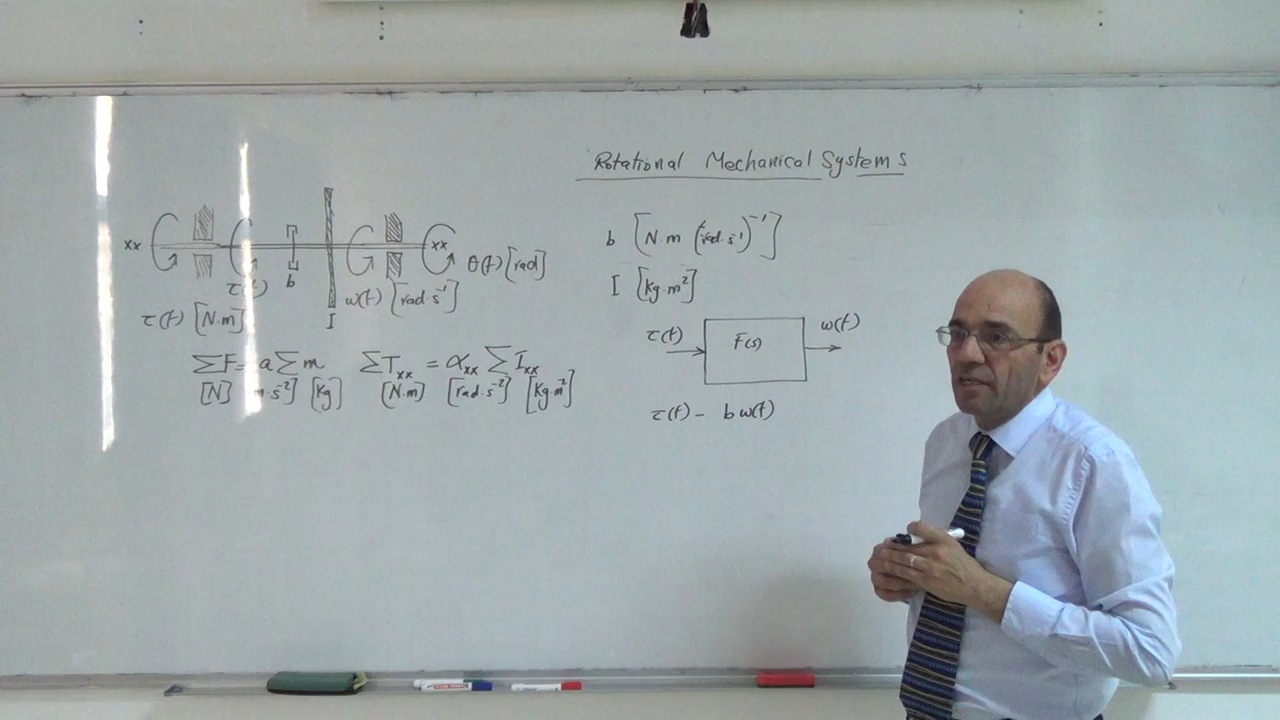 Rotational Mechanical Systems
xx xx
τ(t) b ω(t) [rad·s⁻¹] θ(t) [rad]
τ(t) [N·m] I
ΣF = a Σm ΣTxx = αxx ΣIxx
[N] m·s⁻²] [kg] [N·m] [rad·s⁻²] [kg·m²]
b [N·m (rad·s⁻¹)⁻¹]
I [kg·m²]
τ(t) F(s) ω(t)
τ(t) - bω(t)